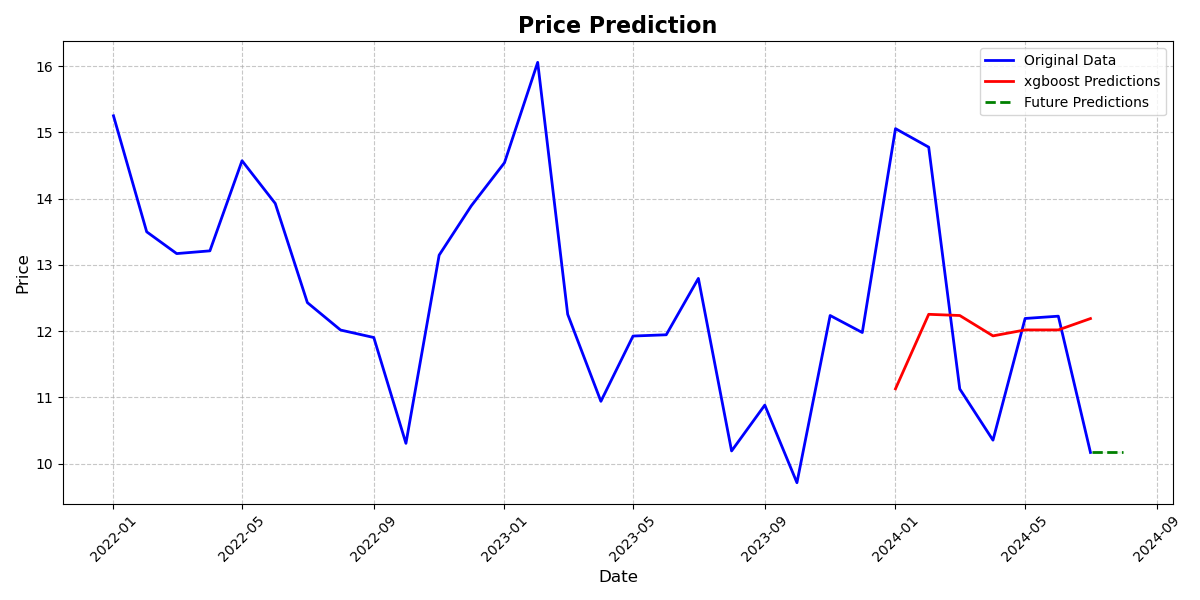 Price Prediction
Original Data
xgboost Predictions
Future Predictions
Price
16
15
14
13
12
11
10
2022-01
2022-05
2022-09
2023-01
2023-05
2023-09
2024-01
2024-05
2024-09
Date